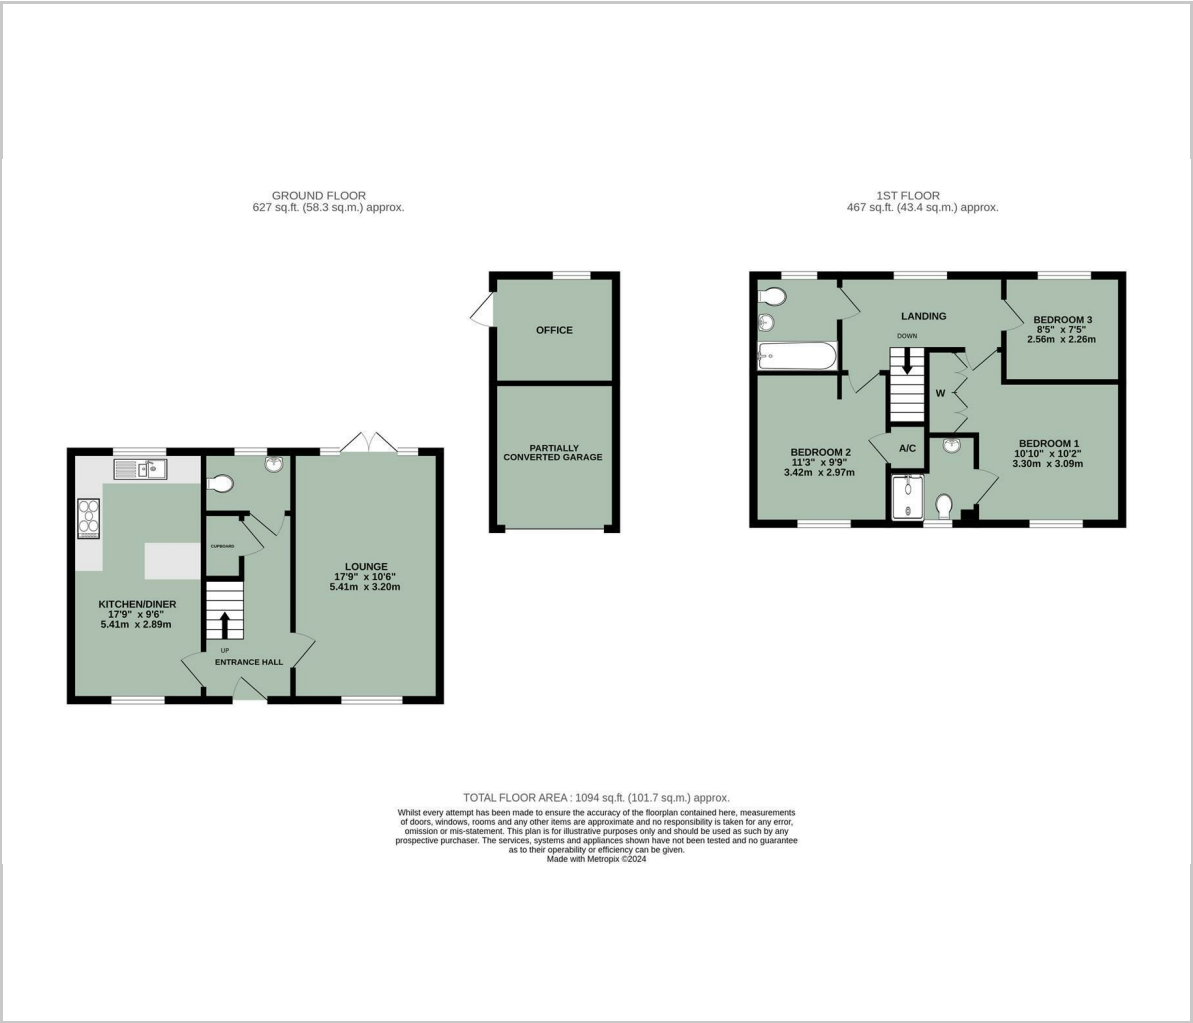 GROUND FLOOR
627 sq.ft. (58.3 sq.m.) approx.
1ST FLOOR
467 sq.ft. (43.4 sq.m.) approx.
OFFICE
PARTIALLY
CONVERTED GARAGE
LANDING
DOWN
BEDROOM 3
8'5" x 7'5"
2.56m x 2.26m
W
A/C
BEDROOM 2
11'3" x 9'9"
3.42m x 2.97m
BEDROOM 1
10'10" x 10'2"
3.30m x 3.09m
CUPBOARD
LOUNGE
17'9" x 10'6"
5.41m x 3.20m
KITCHEN/DINER
17'9" x 9'6"
5.41m x 2.89m
UP
ENTRANCE HALL
TOTAL FLOOR AREA : 1094 sq.ft. (101.7 sq.m.) approx.
Whilst every attempt has been made to ensure the accuracy of the floorplan contained here, measurements
of doors, windows, rooms and any other items are approximate and no responsibility is taken for any error,
omission or mis-statement. This plan is for illustrative purposes only and should be used as such by any
prospective purchaser. The services, systems and appliances shown have not been tested and no guarantee
as to their operability or efficiency can be given.
Made with Metropix ©2024